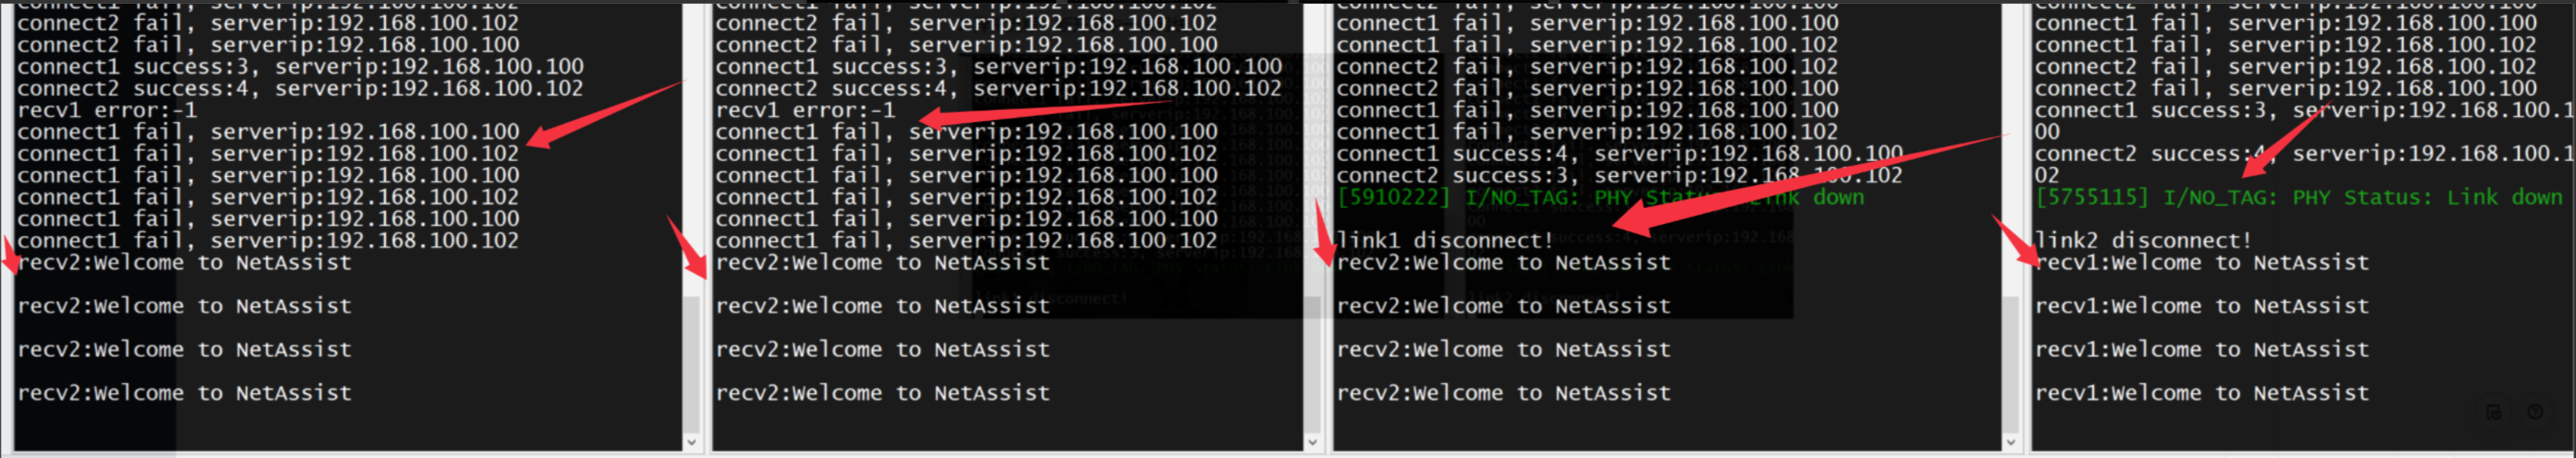 connect2 fail, serverip:192.168.100.102
connect2 fail, serverip:192.168.100.100
connect1 success:3, serverip:192.168.100.100
connect2 success:4, serverip:192.168.100.102
recv1 error:-1
connect1 fail, serverip:192.168.100.100
connect1 fail, serverip:192.168.100.102
connect1 fail, serverip:192.168.100.100
connect1 fail, serverip:192.168.100.102
connect1 fail, serverip:192.168.100.100
connect1 fail, serverip:192.168.100.102
recv2:Welcome to NetAssist
recv2:Welcome to NetAssist
recv2:Welcome to NetAssist
recv2:Welcome to NetAssist
connect1 fail, serverip:192.168.100.102
connect2 fail, serverip:192.168.100.100
connect1 success:3, serverip:192.168.100.100
connect2 success:4, serverip:192.168.100.102
recv1 error:-1
connect1 fail, serverip:192.168.100.100
connect1 fail, serverip:192.168.100.102
connect1 fail, serverip:192.168.100.100
connect1 fail, serverip:192.168.100.102
connect1 fail, serverip:192.168.100.100
connect1 fail, serverip:192.168.100.102
recv2:Welcome to NetAssist
recv2:Welcome to NetAssist
recv2:Welcome to NetAssist
recv2:Welcome to NetAssist
connect1 fail, serverip:192.168.100.100
connect1 fail, serverip:192.168.100.102
connect2 fail, serverip:192.168.100.102
connect2 fail, serverip:192.168.100.100
connect1 fail, serverip:192.168.100.100
connect1 fail, serverip:192.168.100.102
connect1 success:4, serverip:192.168.100.100
connect2 success:3, serverip:192.168.100.102
[5910222] I/NO_TAG: PHY Status: Link down
link1 disconnect!
recv2:Welcome to NetAssist
recv2:Welcome to NetAssist
recv2:Welcome to NetAssist
recv2:Welcome to NetAssist
connect1 fail, serverip:192.168.100.100
connect1 fail, serverip:192.168.100.102
connect2 fail, serverip:192.168.100.102
connect2 fail, serverip:192.168.100.100
connect1 success:3, serverip:192.168.100.1
00
connect2 success:4, serverip:192.168.100.1
02
[5755115] I/NO_TAG: PHY Status: Link down
link2 disconnect!
recv1:Welcome to NetAssist
recv1:Welcome to NetAssist
recv1:Welcome to NetAssist
recv1:Welcome to NetAssist